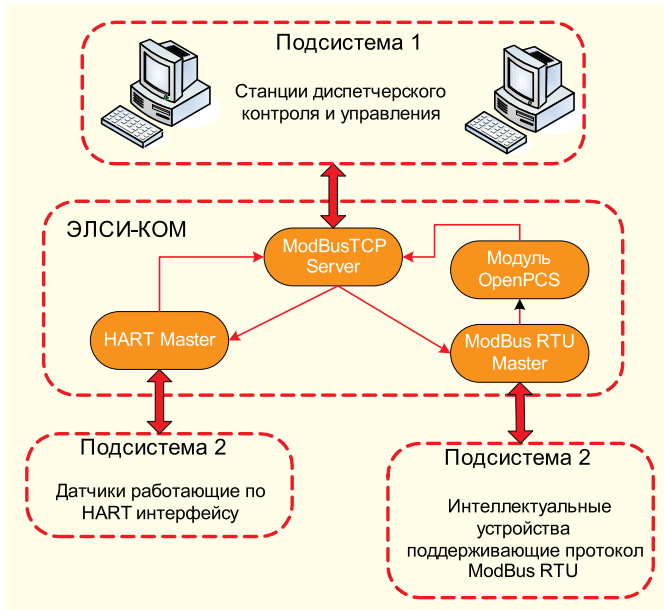 Подсистема 1
Станции диспетчерского
контроля и управления
ЭЛСИ-КОМ
ModBusTCP
Server
Модуль
OpenPCS
HART Master
ModBus RTU
Master
Подсистема 2
Датчики работающие по
HART интерфейсу
Подсистема 2
Интеллектуальные
устройства
поддерживающие протокол
ModBus RTU